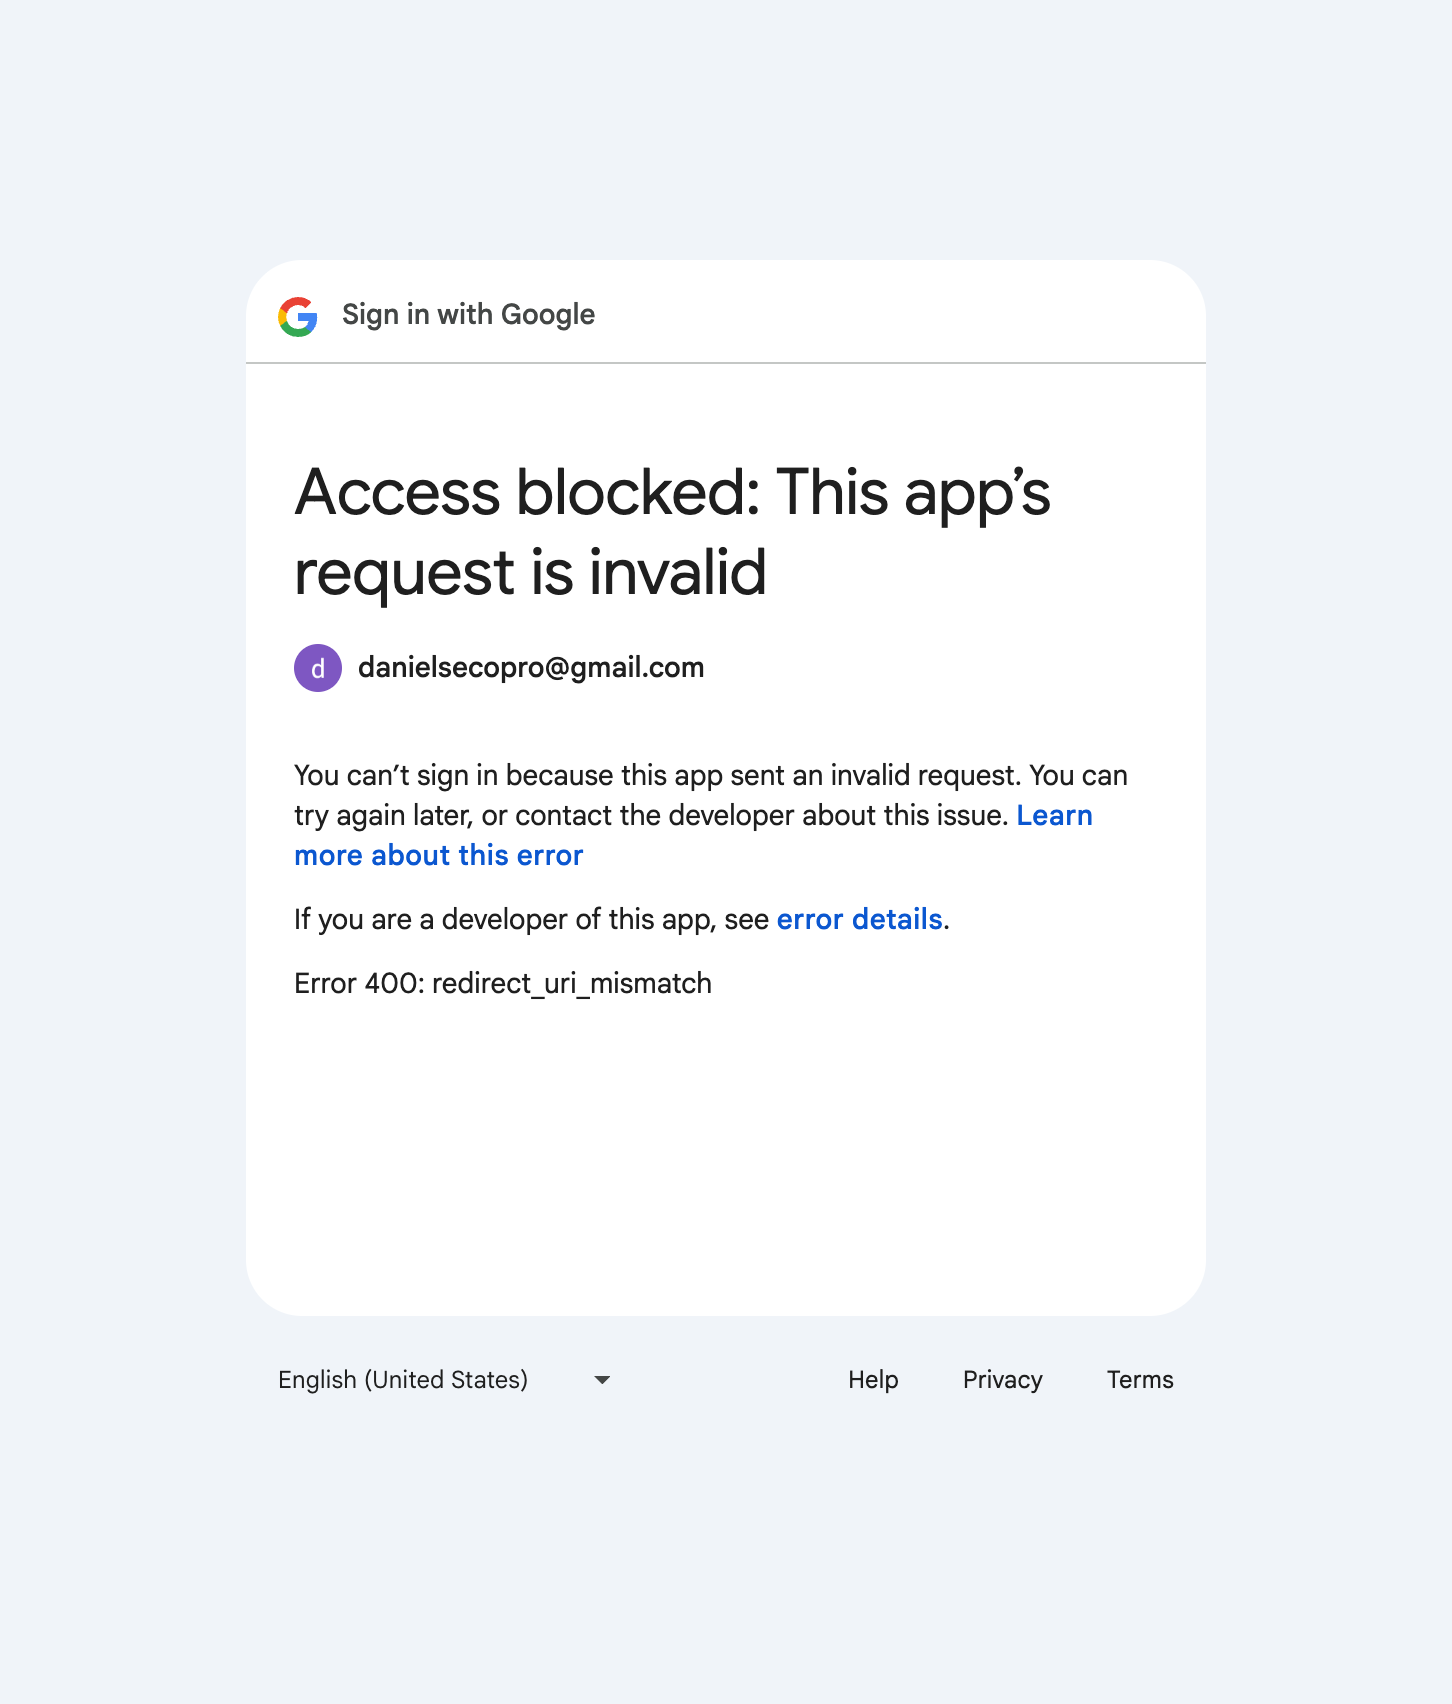 Sign in with Google
Access blocked: This app’s
request is invalid
d
danielsecopro@gmail.com
You can’t sign in because this app sent an invalid request. You can
try again later, or contact the developer about this issue. Learn
more about this error
If you are a developer of this app, see error details.
Error 400: redirect_uri_mismatch
English (United States)
Help
Privacy
Terms